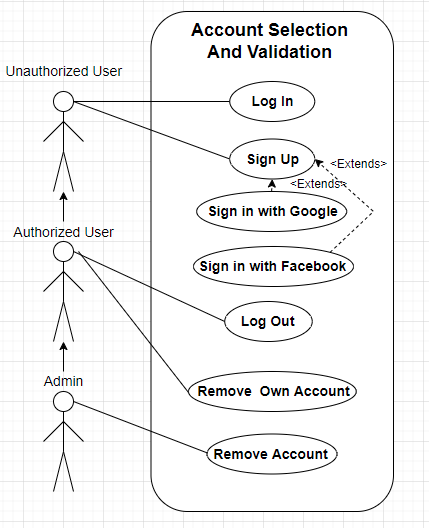 Account Selection
And Validation
Unauthorized User
Log In
Sign Up
<Extends>
<Extends>
Sign in with Google
Authorized User
Sign in with Facebook
Log Out
Admin
Remove  Own Account
Remove Account